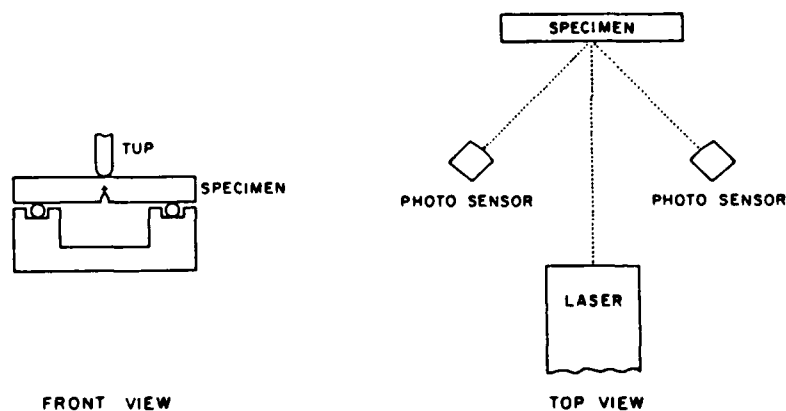 TUP
SPECIMEN
FRONT VIEW
SPECIMEN
PHOTO SENSOR
PHOTO SENSOR
LASER
TOP VIEW